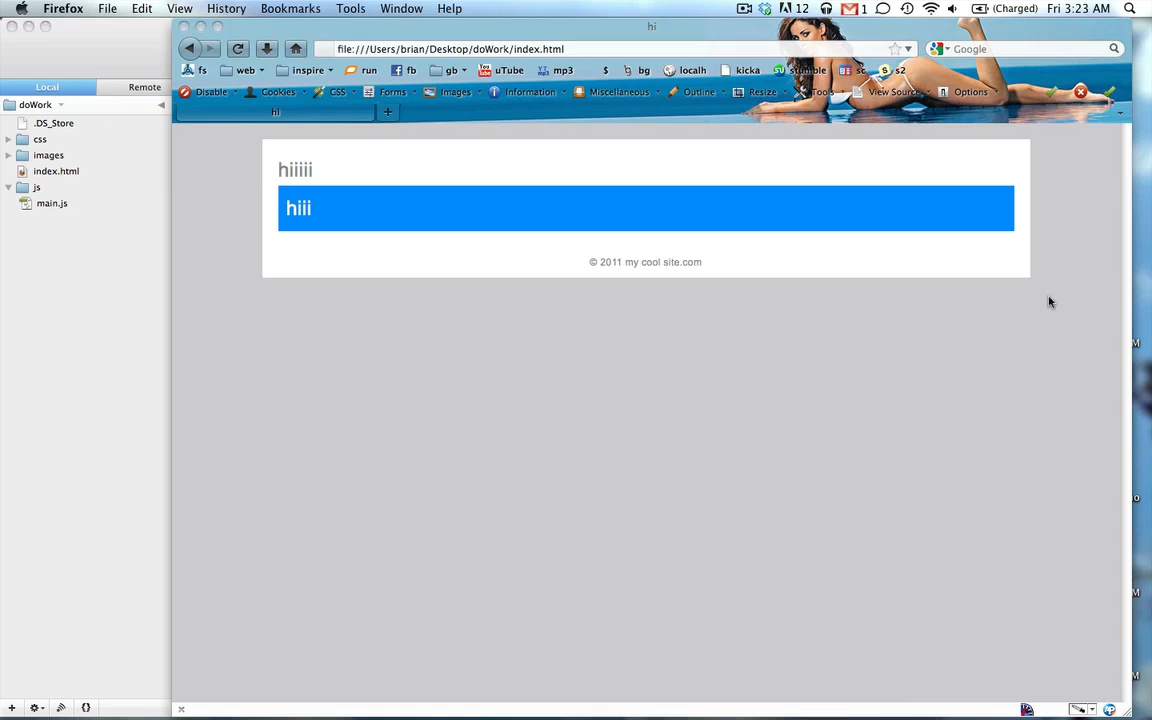 Firefox File Edit View History Bookmarks Tools Window Help 12 1 (Charged) Fri 3:23 AM
hi
file:///Users/brian/Desktop/doWork/index.html Google
fs web inspire run fb gb uTube mp3 $ bg localh kicka stumble sc s2
Disable Cookies CSS Forms Images Information Miscellaneous Outline Resize Tools View Source Options
hi
Local Remote
doWork
.DS_Store
css
images
index.html
js
main.js
hiiiii
hiii
© 2011 my cool site.com
M
M
M